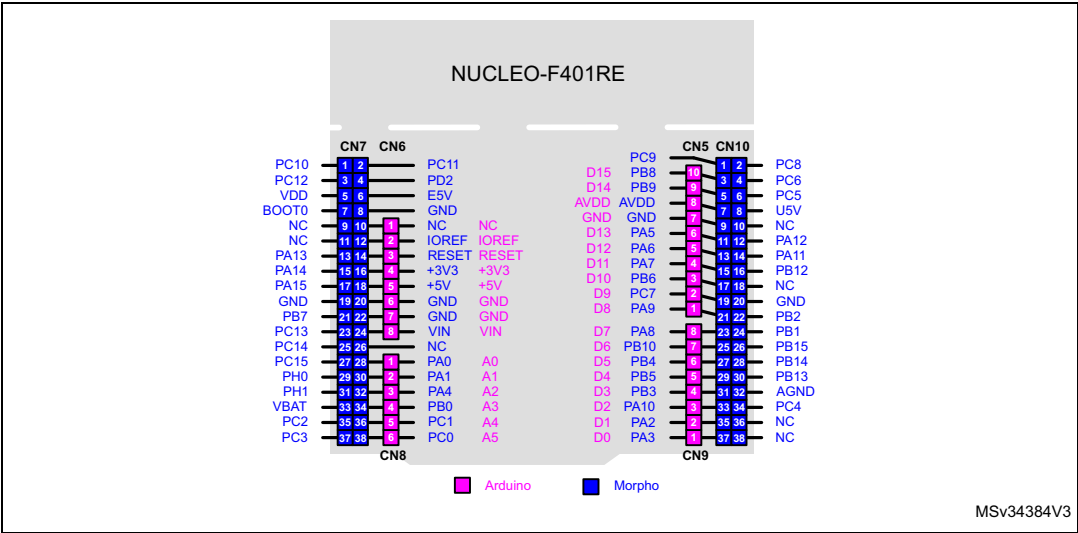 NUCLEO-F401RE
CN7 CN6 CN5 CN10
PC9
PC10 1 2 PC11 1 2 PC8
D15 PB8 10
PC12 3 4 PD2 3 4 PC6
D14 PB9 9
VDD 5 6 E5V 5 6 PC5
AVDD AVDD 8
BOOT0 7 8 GND 7 8 U5V
GND GND 7
NC 9 10 1 NC NC 9 10 NC
D13 PA5 6
NC 11 12 2 IOREF IOREF 11 12 PA12
D12 PA6 5
PA13 13 14 3 RESET RESET 13 14 PA11
D11 PA7 4
PA14 15 16 4 +3V3 +3V3 15 16 PB12
D10 PB6 3
PA15 17 18 5 +5V +5V 17 18 NC
D9 PC7 2
GND 19 20 6 GND GND 19 20 GND
D8 PA9 1
PB7 21 22 7 GND GND 21 22 PB2
PC13 23 24 8 VIN VIN D7 PA8 8 23 24 PB1
PC14 25 26 NC D6 PB10 7 25 26 PB15
PC15 27 28 1 PA0 A0 D5 PB4 6 27 28 PB14
PH0 29 30 2 PA1 A1 D4 PB5 5 29 30 PB13
PH1 31 32 3 PA4 A2 D3 PB3 4 31 32 AGND
VBAT 33 34 4 PB0 A3 D2 PA10 3 33 34 PC4
PC2 35 36 5 PC1 A4 D1 PA2 2 35 36 NC
PC3 37 38 6 PC0 A5 D0 PA3 1 37 38 NC
CN8 CN9
Arduino Morpho
MSv34384V3